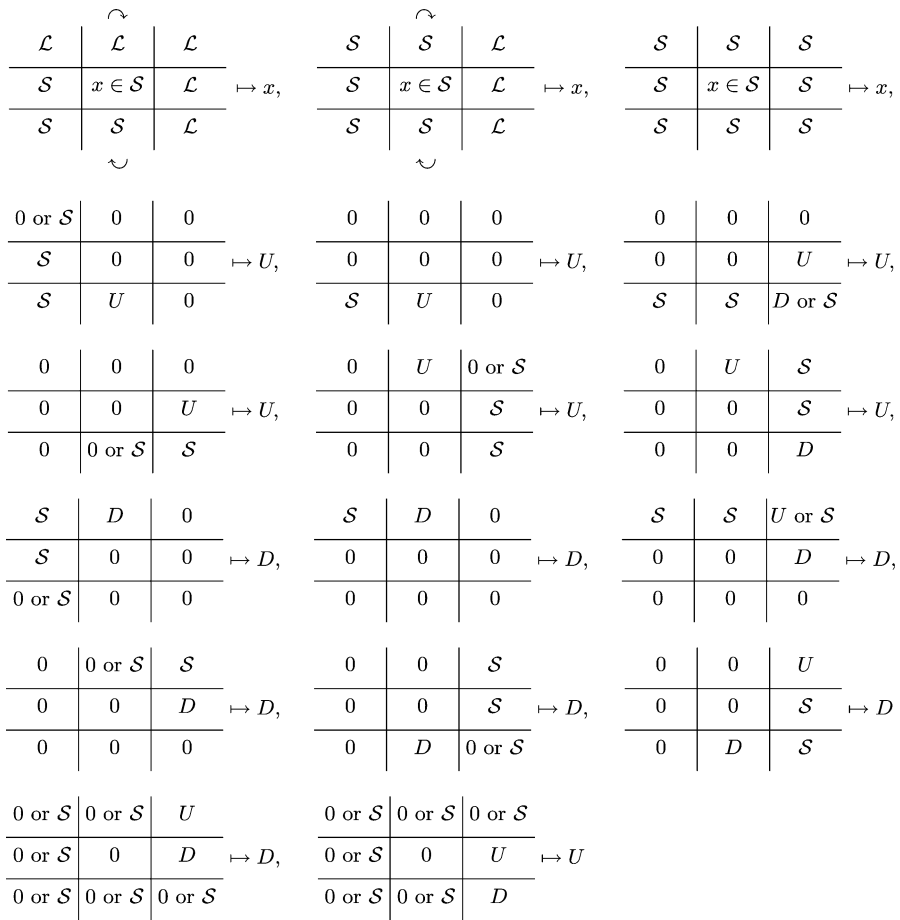 ↷ ↷
ℒ ℒ ℒ 𝒮 𝒮 ℒ 𝒮 𝒮 𝒮
𝒮 x ∈ 𝒮 ℒ ↦ x, 𝒮 x ∈ 𝒮 ℒ ↦ x, 𝒮 x ∈ 𝒮 𝒮 ↦ x,
𝒮 𝒮 ℒ 𝒮 𝒮 ℒ 𝒮 𝒮 𝒮
⤿ ⤿
0 or 𝒮 0 0 0 0 0 0 0 0
𝒮 0 0 ↦ U, 0 0 0 ↦ U, 0 0 U ↦ U,
𝒮 U 0 𝒮 U 0 𝒮 𝒮 D or 𝒮
0 0 0 0 U 0 or 𝒮 0 U 𝒮
0 0 U ↦ U, 0 0 𝒮 ↦ U, 0 0 𝒮 ↦ U,
0 0 or 𝒮 𝒮 0 0 𝒮 0 0 D
𝒮 D 0 𝒮 D 0 𝒮 𝒮 U or 𝒮
𝒮 0 0 ↦ D, 0 0 0 ↦ D, 0 0 D ↦ D,
0 or 𝒮 0 0 0 0 0 0 0 0
0 0 or 𝒮 𝒮 0 0 𝒮 0 0 U
0 0 D ↦ D, 0 0 𝒮 ↦ D, 0 0 𝒮 ↦ D
0 0 0 0 D 0 or 𝒮 0 D 𝒮
0 or 𝒮 0 or 𝒮 U 0 or 𝒮 0 or 𝒮 0 or 𝒮
0 or 𝒮 0 D ↦ D, 0 or 𝒮 0 U ↦ U
0 or 𝒮 0 or 𝒮 0 or 𝒮 0 or 𝒮 0 or 𝒮 D